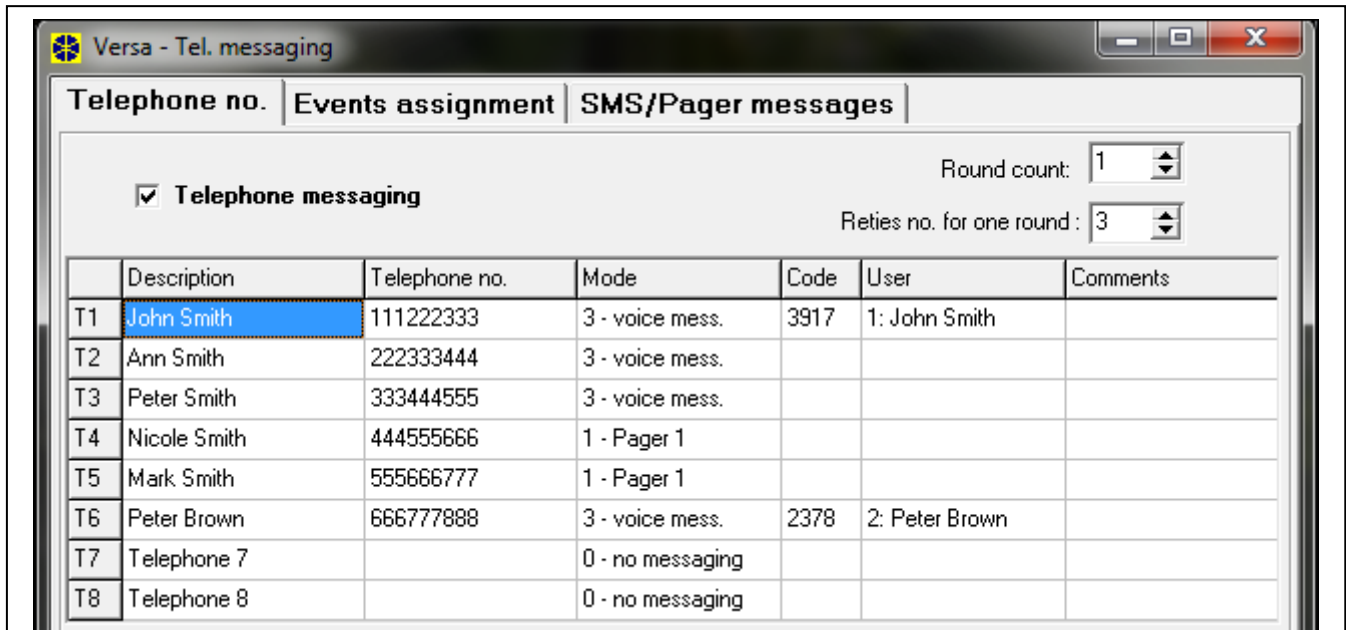 Versa - Tel. messaging
Telephone no. Events assignment SMS/Pager messages
Round count: 1
Telephone messaging
Reties no. for one round : 3
Description Telephone no. Mode Code User Comments
T1 John Smith 111222333 3 - voice mess. 3917 1: John Smith
T2 Ann Smith 222333444 3 - voice mess.
T3 Peter Smith 333444555 3 - voice mess.
T4 Nicole Smith 444555666 1 - Pager 1
T5 Mark Smith 555666777 1 - Pager 1
T6 Peter Brown 666777888 3 - voice mess. 2378 2: Peter Brown
T7 Telephone 7 0 - no messaging
T8 Telephone 8 0 - no messaging